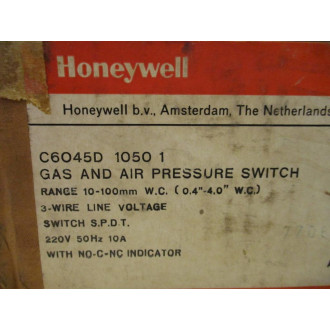 Honeywell
Honeywell b.v., Amsterdam, The Netherlands
C6045D 1050 1
GAS AND AIR PRESSURE SWITCH
RANGE 10-100mm W.C. ( 0.4"-4.0" W.C.)
3-WIRE LINE VOLTAGE
SWITCH S.P.D.T.
220V 50Hz 10A
WITH NO-C-NC INDICATOR